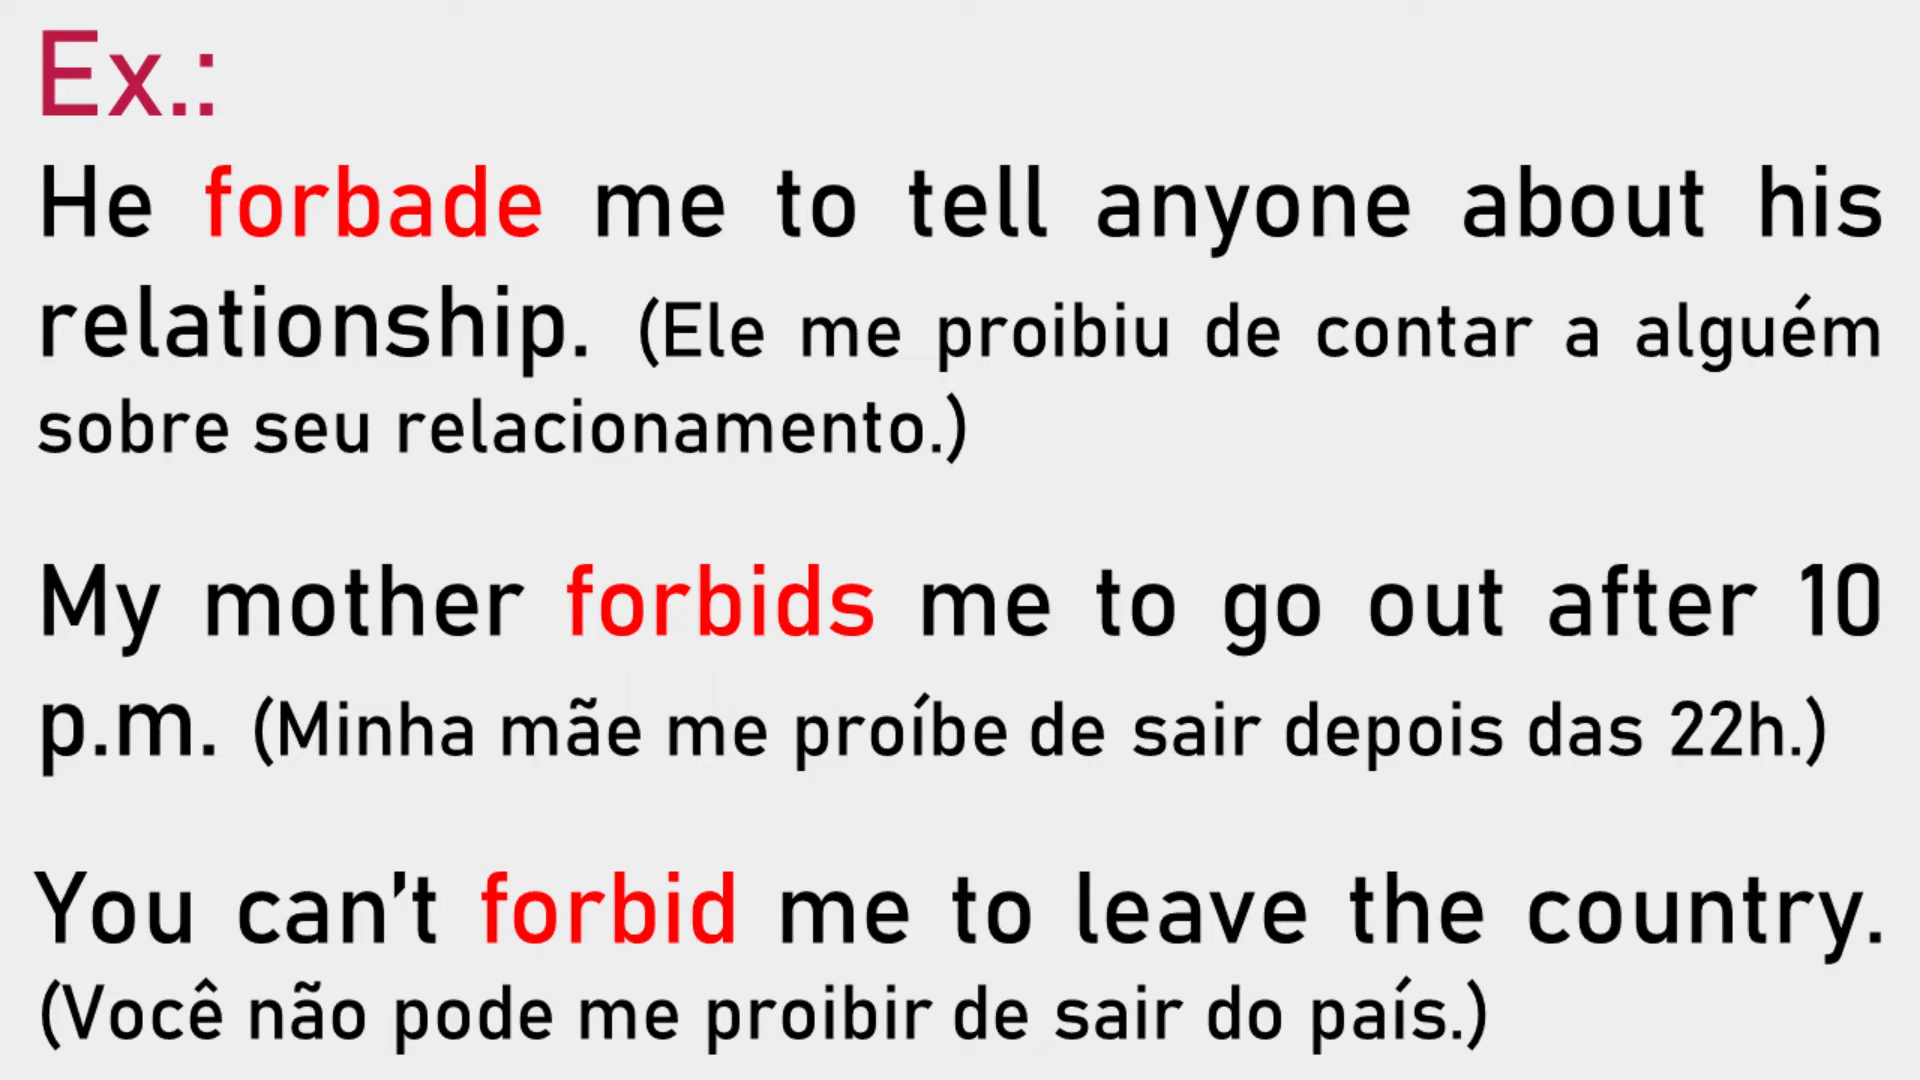 Ex.:
He forbade me to tell anyone about his
relationship. (Ele me proibiu de contar a alguém
sobre seu relacionamento.)
My mother forbids me to go out after 10
p.m. (Minha mãe me proíbe de sair depois das 22h.)
You can't forbid me to leave the country.
(Você não pode me proibir de sair do país.)